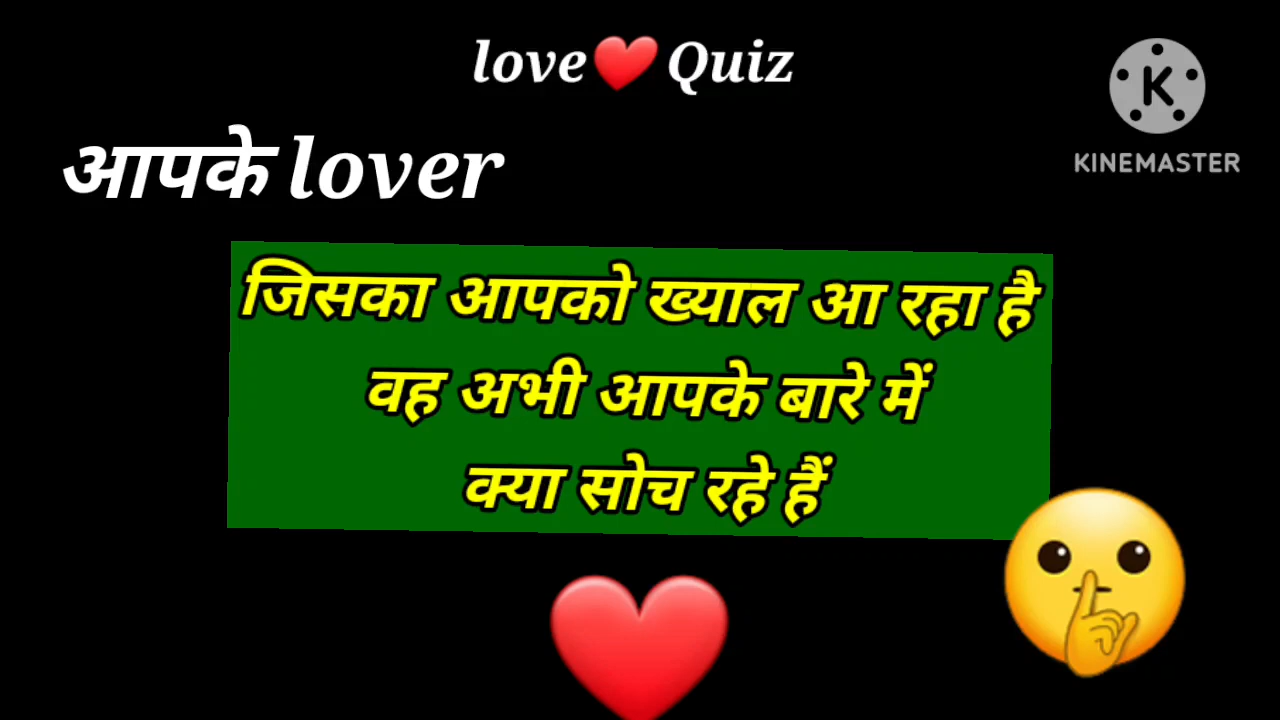 love❤️Quiz
KINEMASTER
आपके lover
जिसका आपको ख्याल आ रहा है
वह अभी आपके बारे में
क्या सोच रहे हैं